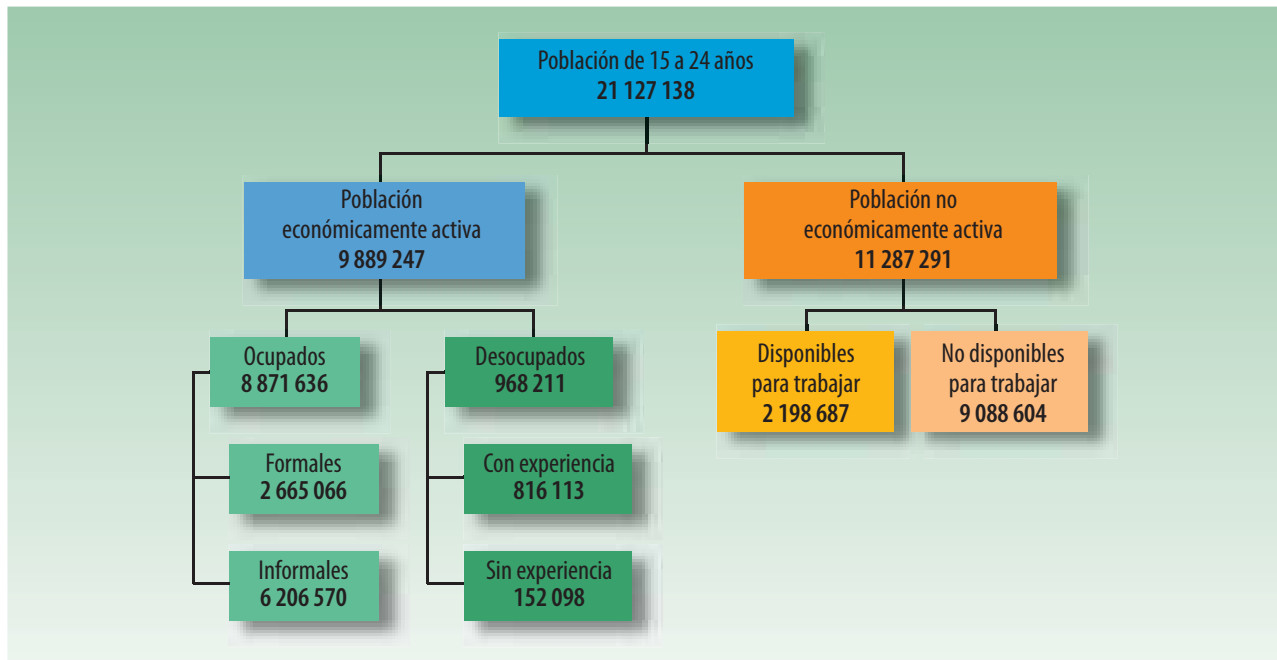 Población de 15 a 24 años
21 127 138
Población
económicamente activa
9 889 247
Población no
económicamente activa
11 287 291
Ocupados
8 871 636
Formales
2 665 066
Informales
6 206 570
Desocupados
968 211
Con experiencia
816 113
Sin experiencia
152 098
Disponibles
para trabajar
2 198 687
No disponibles
para trabajar
9 088 604